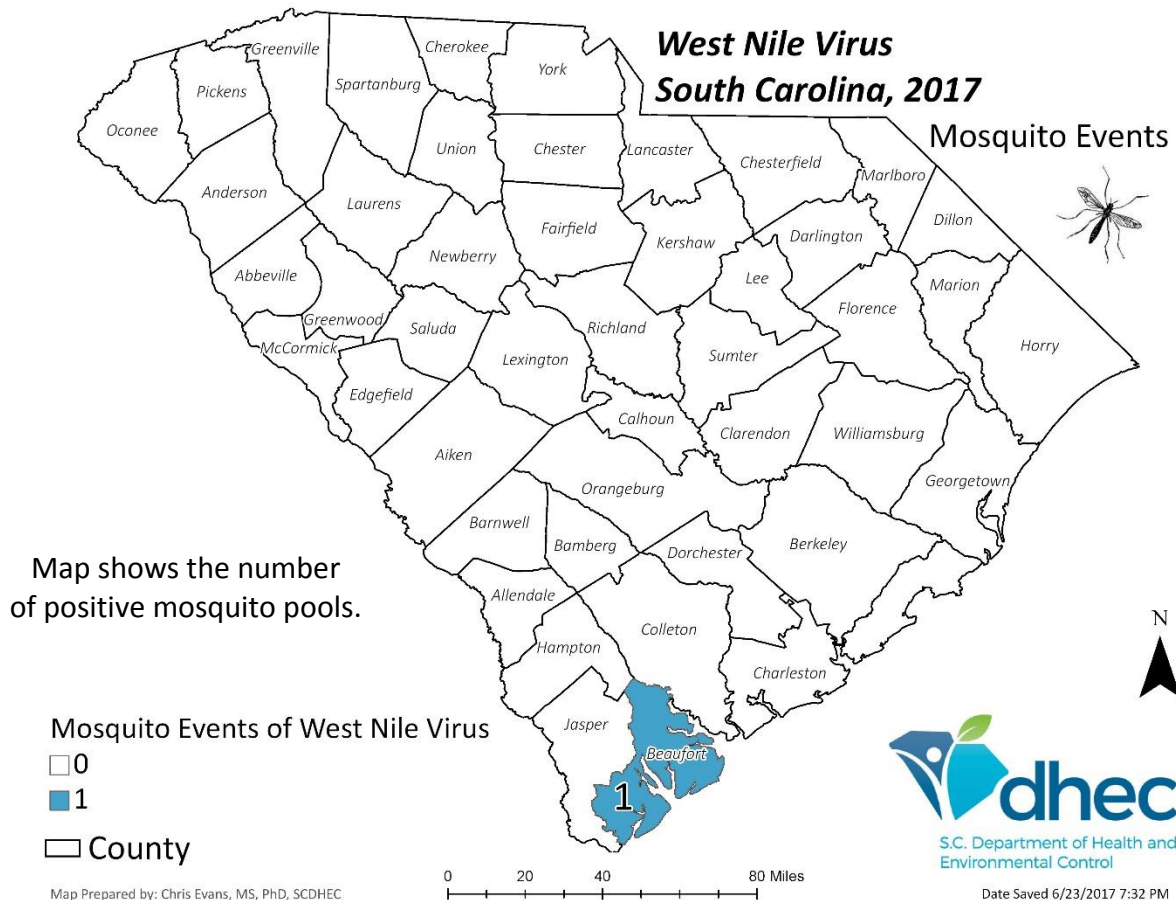 West Nile Virus
South Carolina, 2017
Mosquito Events
Greenville
Cherokee
York
Spartanburg
Pickens
Oconee
Union
Chester
Lancaster
Chesterfield
Marlboro
Anderson
Laurens
Dillon
Fairfield
Darlington
Kershaw
Newberry
Abbeville
Lee
Marion
Florence
Greenwood
Saluda
Richland
McCormick
Horry
Lexington
Sumter
Edgefield
Calhoun
Clarendon
Williamsburg
Aiken
Georgetown
Orangeburg
Barnwell
Bamberg
Dorchester
Berkeley
Map shows the number
of positive mosquito pools.
Allendale
Colleton
Hampton
Charleston
N
Jasper
Beaufort
1
Mosquito Events of West Nile Virus
0
1
County
dhec
S.C. Department of Health and
Environmental Control
0 20 40 80 Miles
Map Prepared by: Chris Evans, MS, PhD, SCDHEC
Date Saved 6/23/2017 7:32 PM